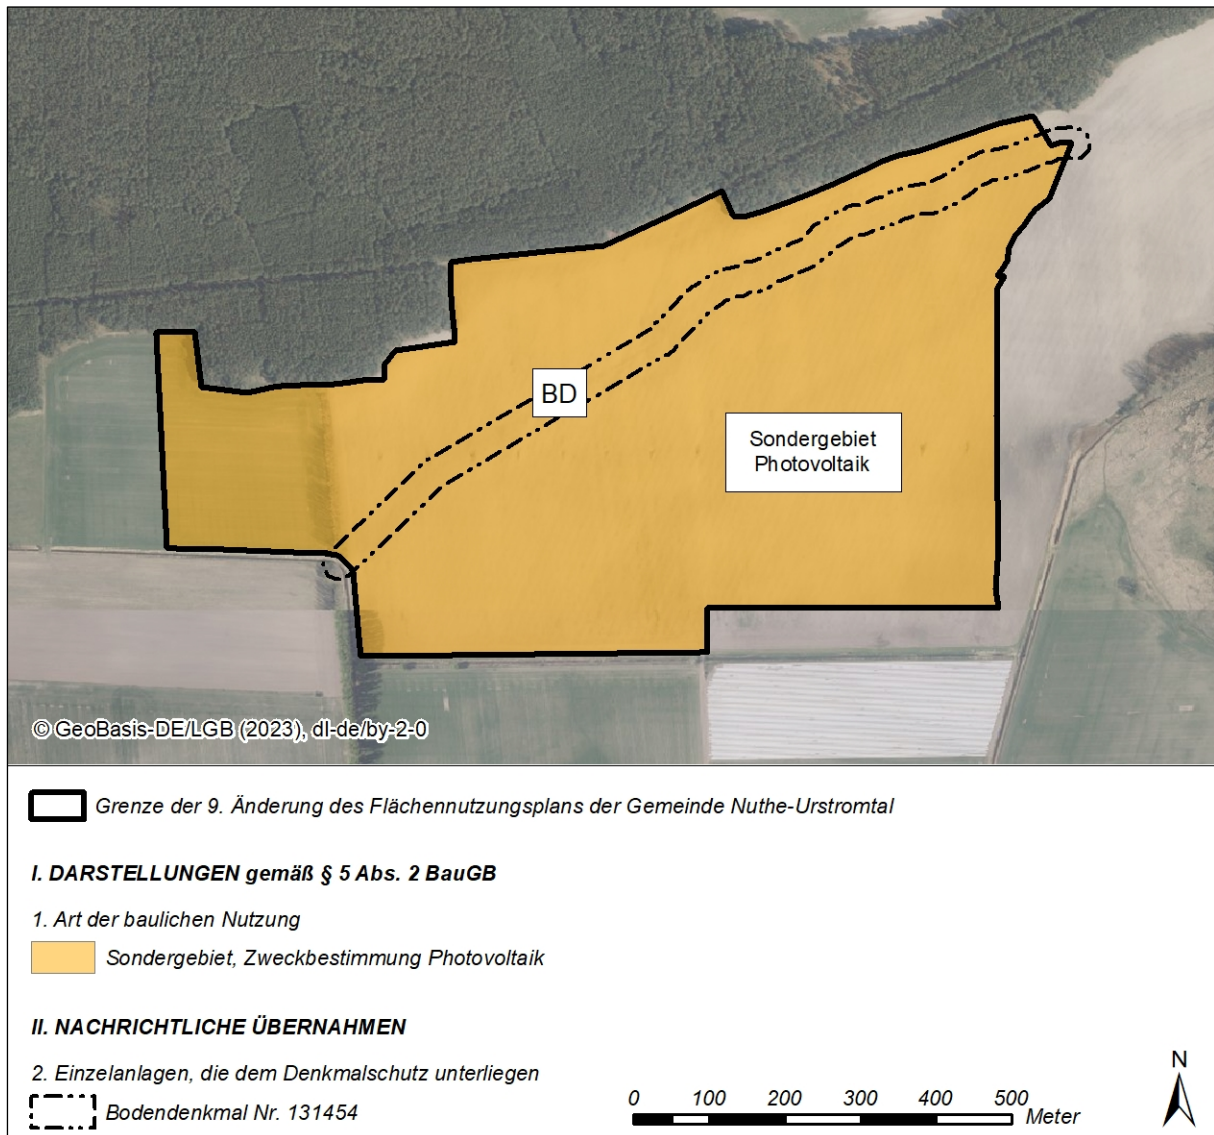 BD
Sondergebiet
Photovoltaik
© GeoBasis-DE/LGB (2023), dl-de/by-2-0
Grenze der 9. Änderung des Flächennutzungsplans der Gemeinde Nuthe-Urstromtal
I. DARSTELLUNGEN gemäß § 5 Abs. 2 BauGB
1. Art der baulichen Nutzung
Sondergebiet, Zweckbestimmung Photovoltaik
II. NACHRICHTLICHE ÜBERNAHMEN
2. Einzelanlagen, die dem Denkmalschutz unterliegen
Bodendenkmal Nr. 131454
0 100 200 300 400 500
Meter
N